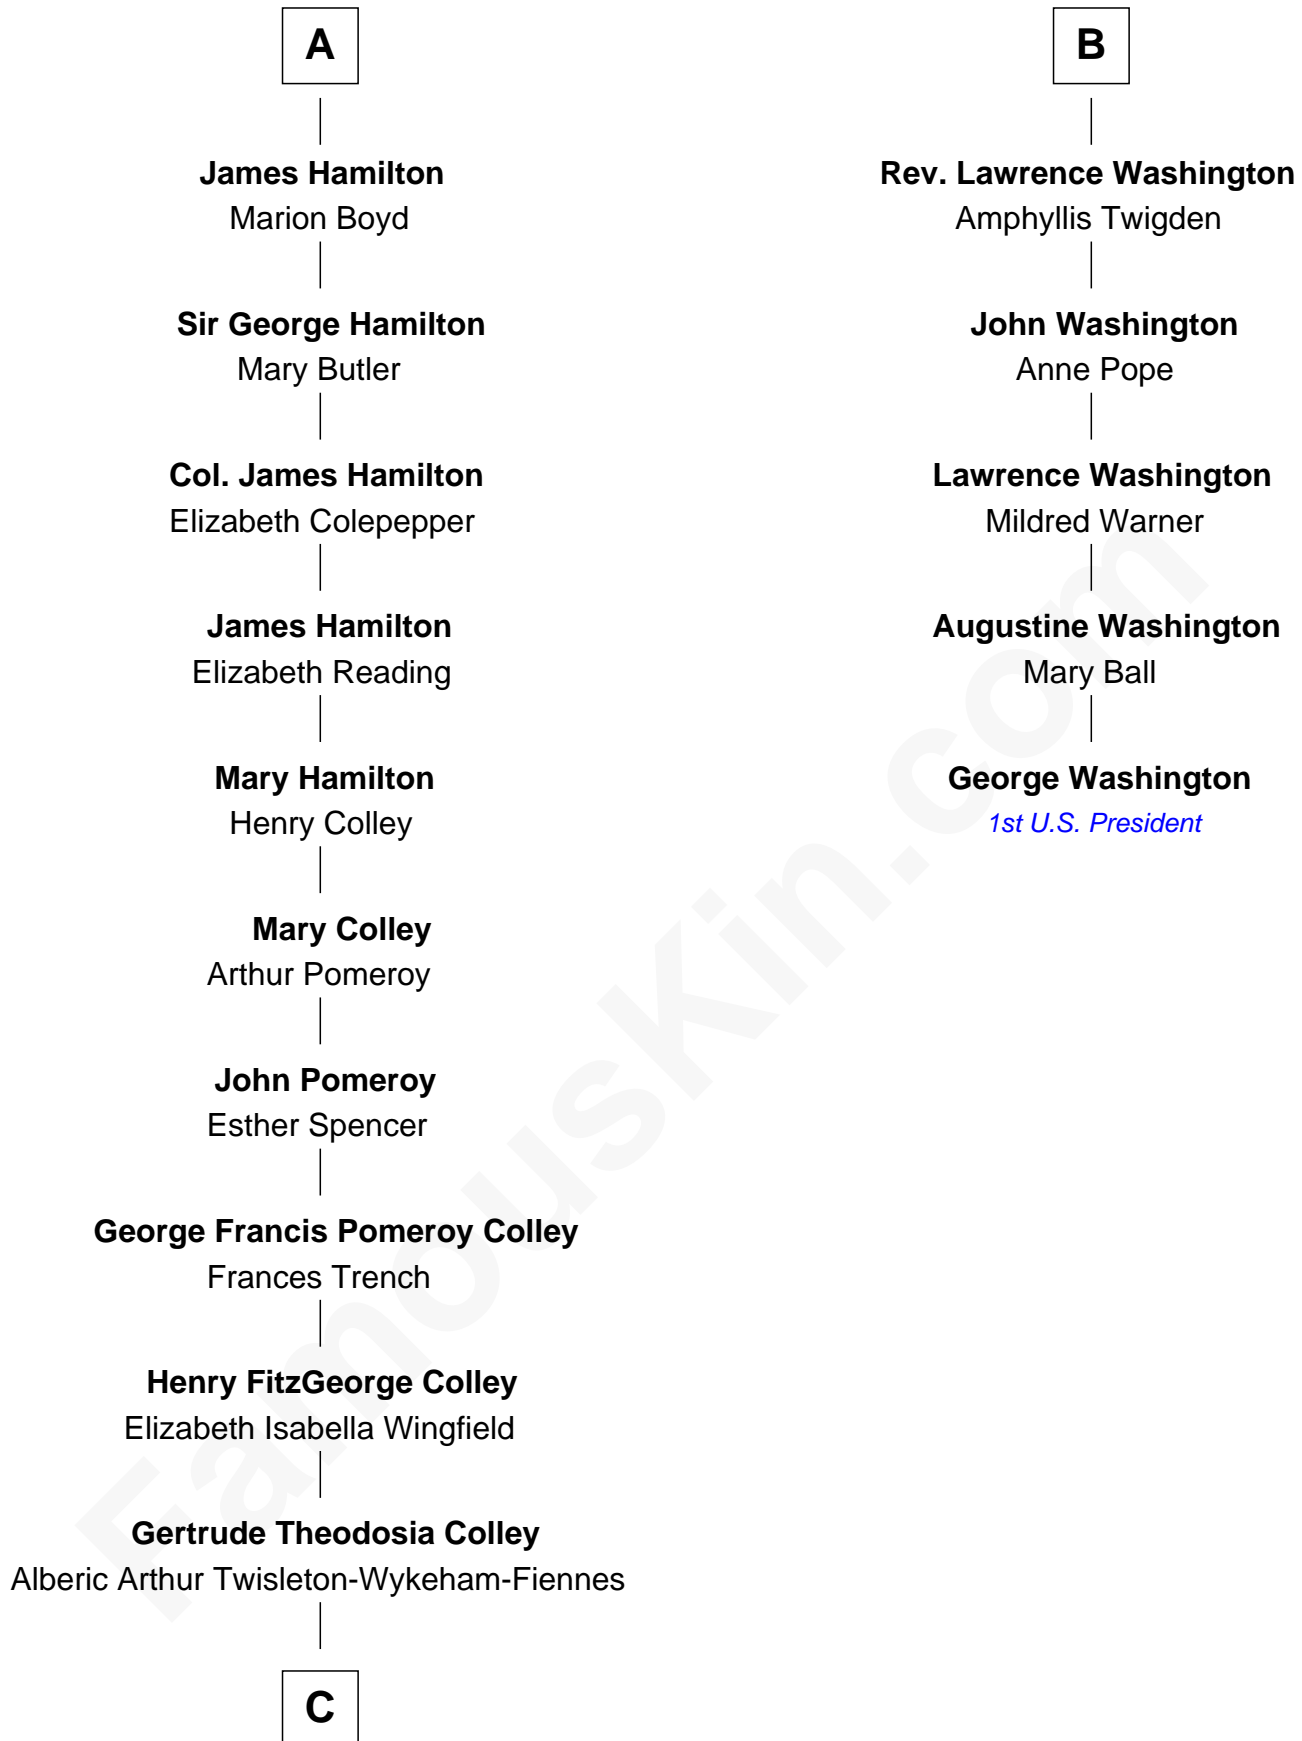 A
James Hamilton
Marion Boyd
Sir George Hamilton
Mary Butler
Col. James Hamilton
Elizabeth Colepepper
James Hamilton
Elizabeth Reading
Mary Hamilton
Henry Colley
Mary Colley
Arthur Pomeroy
John Pomeroy
Esther Spencer
George Francis Pomeroy Colley
Frances Trench
Henry FitzGeorge Colley
Elizabeth Isabella Wingfield
Gertrude Theodosia Colley
Alberic Arthur Twisleton-Wykeham-Fiennes
C
B
Rev. Lawrence Washington
Amphyllis Twigden
John Washington
Anne Pope
Lawrence Washington
Mildred Warner
Augustine Washington
Mary Ball
George Washington
1st U.S. President
FamousKin.com